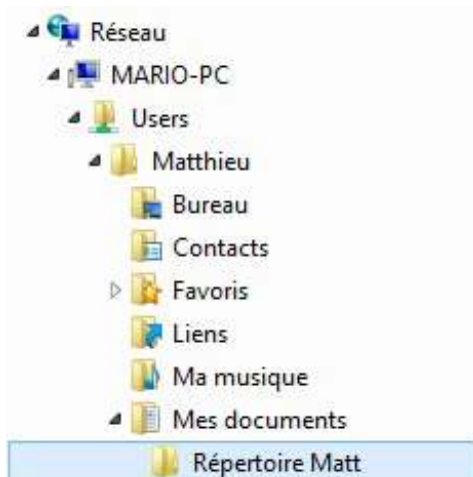 Réseau
MARIO-PC
Users
Matthieu
Bureau
Contacts
Favoris
Liens
Ma musique
Mes documents
Répertoire Matt